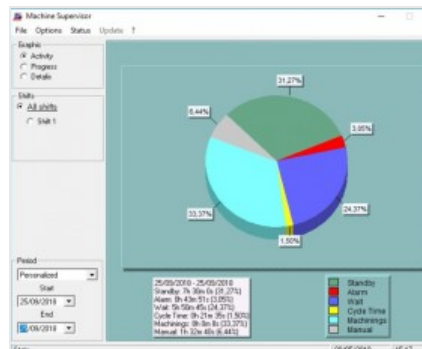 Machine Supervisor
File Options Status Update ?
Graphic
Activity
Progress
Details
Shifts
All shifts
Shift 1
31,27%
3,05%
24,37%
1,50%
33,37%
6,44%
Period
Personalized
Start
25/09/2018
End
/09/2018
25/09/2018 - 25/09/2018
Standby: 7h 30m 0s (31,27%)
Alarm: 0h 43m 51s (3,05%)
Wait: 5h 50m 45s (24,37%)
Cycle Time: 0h 21m 35s (1,50%)
Machinings: (33,37%)
Manual: 1h 32m 40s (6,44%)
Standby
Alarm
Wait
Cycle Time
Machinings
Manual